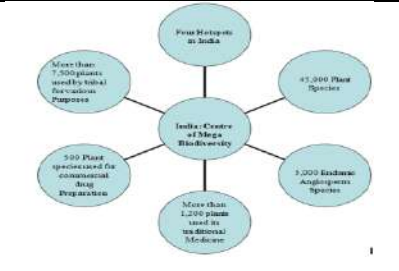 Four Hotspots
in India
45,000 Plant
Species
5,000 Endemic
Angiosperms
Species
More than
1,200 plants
used in
traditional
Medicine
500 Plant
species used for
commercial
drug
Preparation
More than
7,500 plants
used by tribal
for various
Purposes
India: Centre
of Mega
Biodiversity